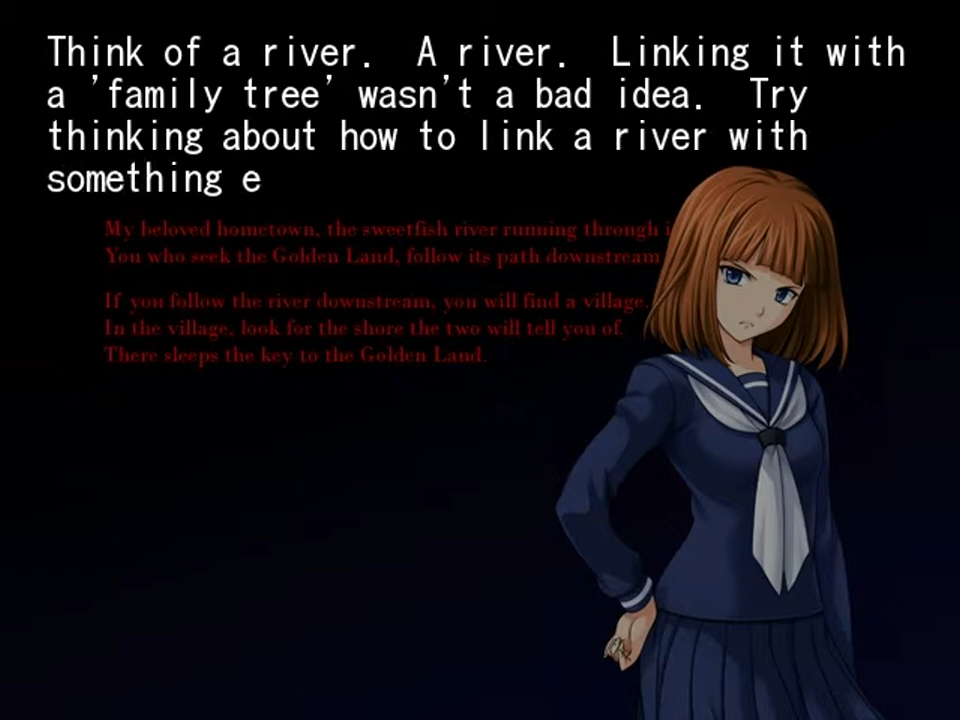 Think of a river.  A river.  Linking it with
a 'family tree' wasn't a bad idea.  Try
thinking about how to link a river with
something e
My beloved hometown, the sweetfish river running through i
You who seek the Golden Land, follow its path downstream
If you follow the river downstream, you will find a village.
In the village, look for the shore the two will tell you of.
There sleeps the key to the Golden Land.